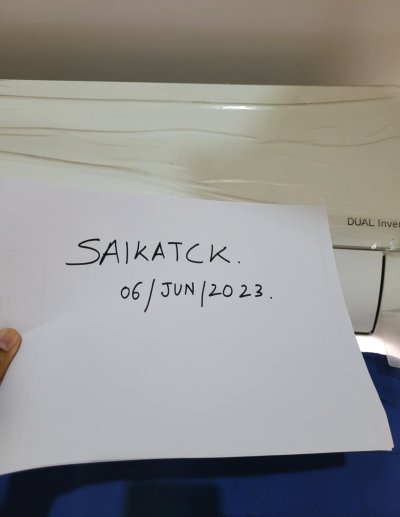 DUAL Inver
SAIKATCK.
06/JUN/2023.